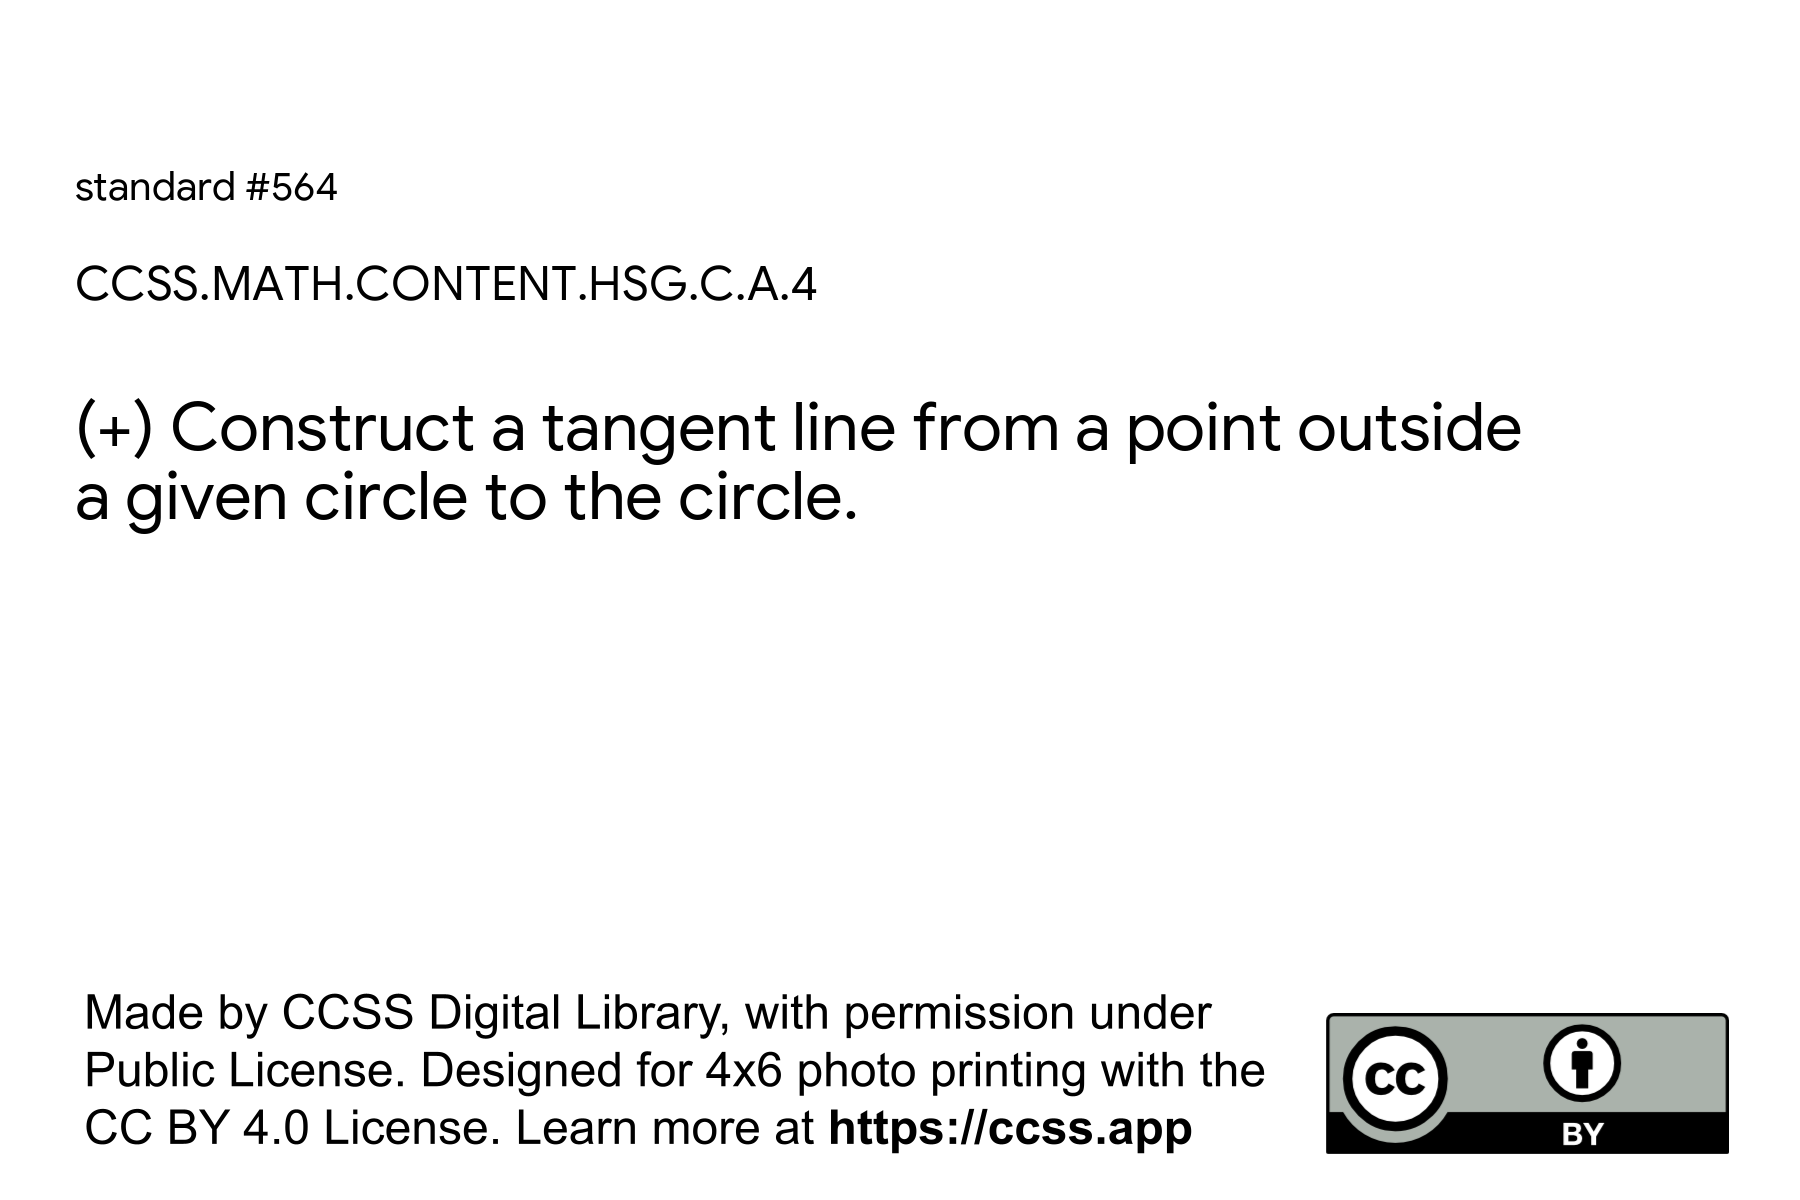 standard #564
CCSS.MATH.CONTENT.HSG.C.A.4
(+) Construct a tangent line from a point outside
a given circle to the circle.
Made by CCSS Digital Library, with permission under
Public License. Designed for 4x6 photo printing with the
CC BY 4.0 License. Learn more at https://ccss.app
CC
BY